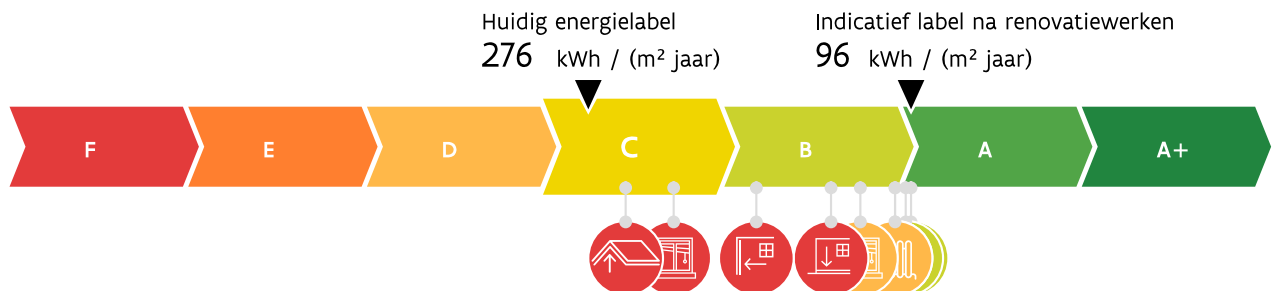 Huidig energielabel
276 kWh / (m² jaar)
Indicatief label na renovatiewerken
96 kWh / (m² jaar)
F E D C B A A+